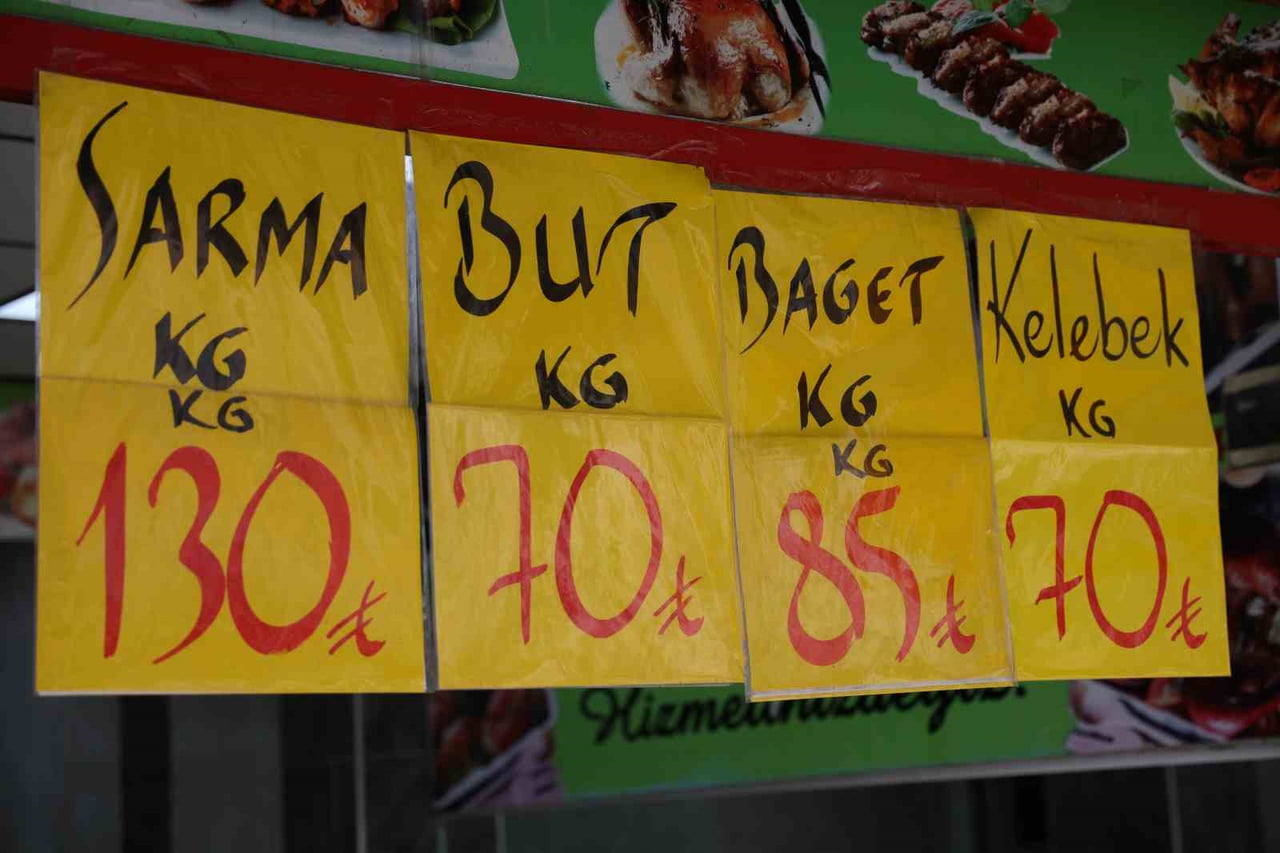 SARMA
KG
KG
130₺
BUT
KG
70₺
BAGET
KG
KG
85₺
Kelebek
KG
70₺